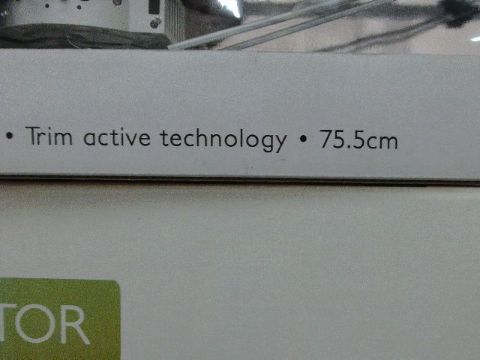 • Trim active technology • 75.5cm
TOR